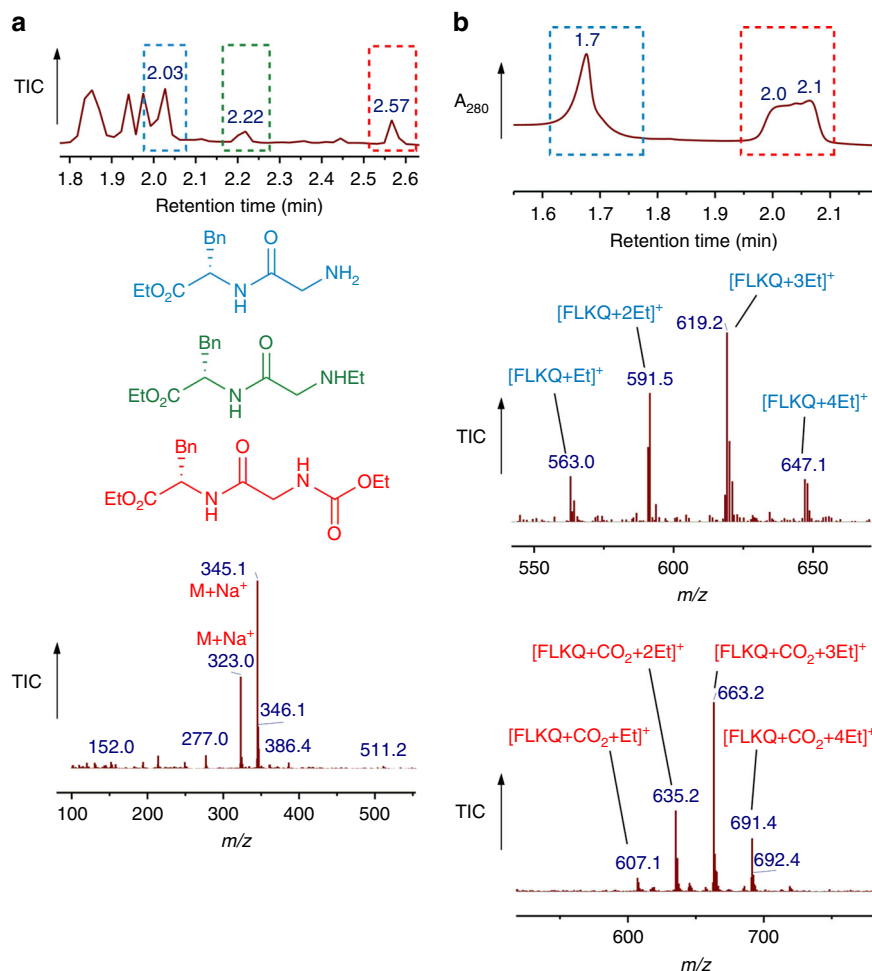 a
TIC
2.03
2.22
2.57
1.8 1.9 2.0 2.1 2.2 2.3 2.4 2.5 2.6
Retention time (min)
Bn
O
EtO₂C
N
H
NH₂
Bn
O
EtO₂C
N
H
NHEt
Bn
O
H
N
OEt
EtO₂C
N
H
O
345.1
M+Na⁺
M+Na⁺
323.0
TIC
346.1
152.0
277.0
386.4
511.2
100 200 300 400 500
m/z
b
1.7
A₂₈₀
2.0
2.1
1.6 1.7 1.8 1.9 2.0 2.1
Retention time (min)
[FLKQ+3Et]⁺
[FLKQ+2Et]⁺
619.2
[FLKQ+Et]⁺
591.5
[FLKQ+4Et]⁺
TIC
563.0
647.1
550 600 650
m/z
[FLKQ+CO₂+2Et]⁺
[FLKQ+CO₂+3Et]⁺
663.2
[FLKQ+CO₂+Et]⁺
[FLKQ+CO₂+4Et]⁺
TIC
635.2
691.4
607.1
692.4
600 700
m/z